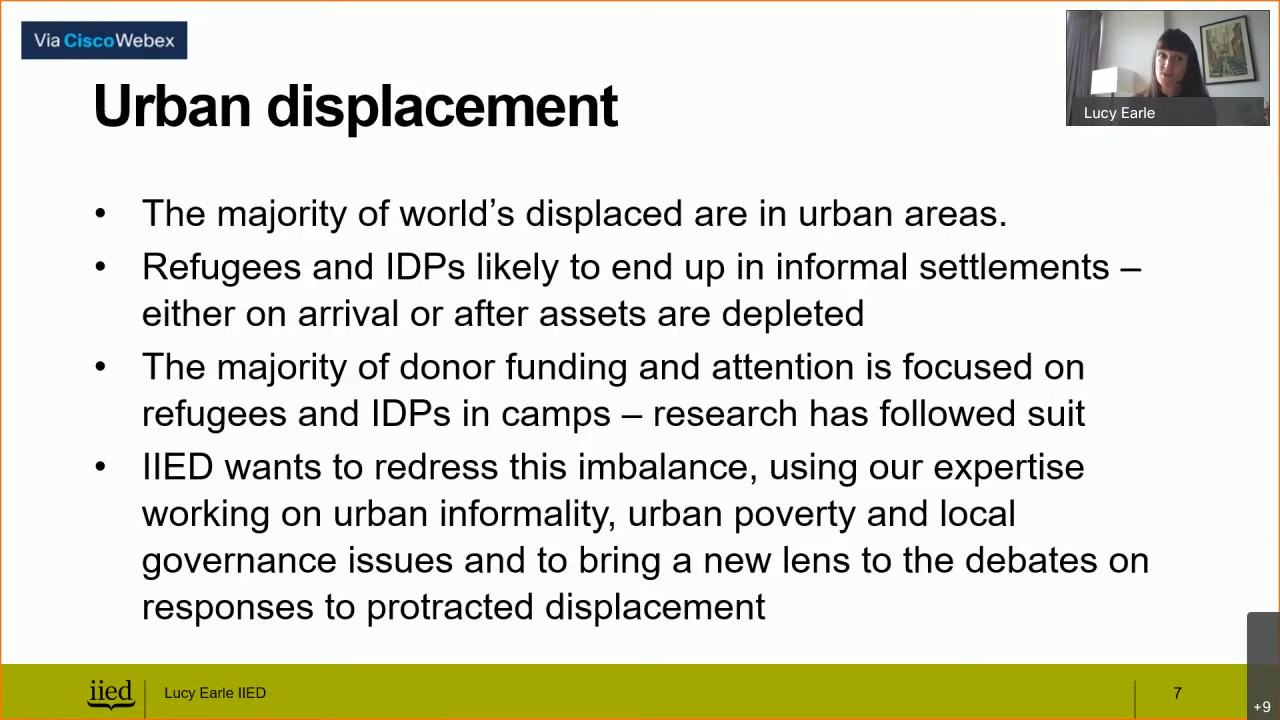 Via CiscoWebex
Lucy Earle
Urban displacement
• The majority of world’s displaced are in urban areas.
• Refugees and IDPs likely to end up in informal settlements –
either on arrival or after assets are depleted
• The majority of donor funding and attention is focused on
refugees and IDPs in camps – research has followed suit
• IIED wants to redress this imbalance, using our expertise
working on urban informality, urban poverty and local
governance issues and to bring a new lens to the debates on
responses to protracted displacement
iied
Lucy Earle IIED
7
+9